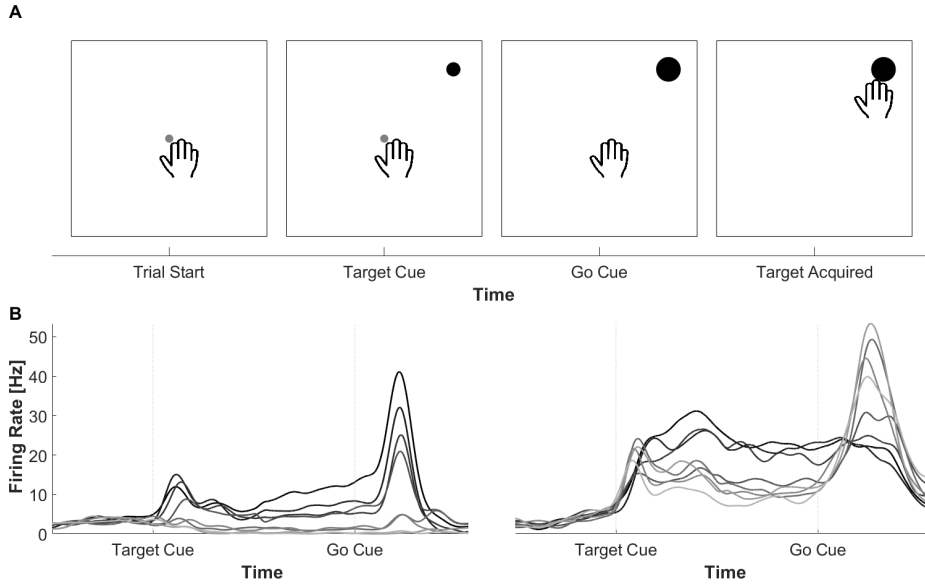 A
Trial Start
Target Cue
Go Cue
Target Acquired
Time
B
Firing Rate [Hz]
50
40
30
20
10
0
Target Cue
Go Cue
Time
Target Cue
Go Cue
Time